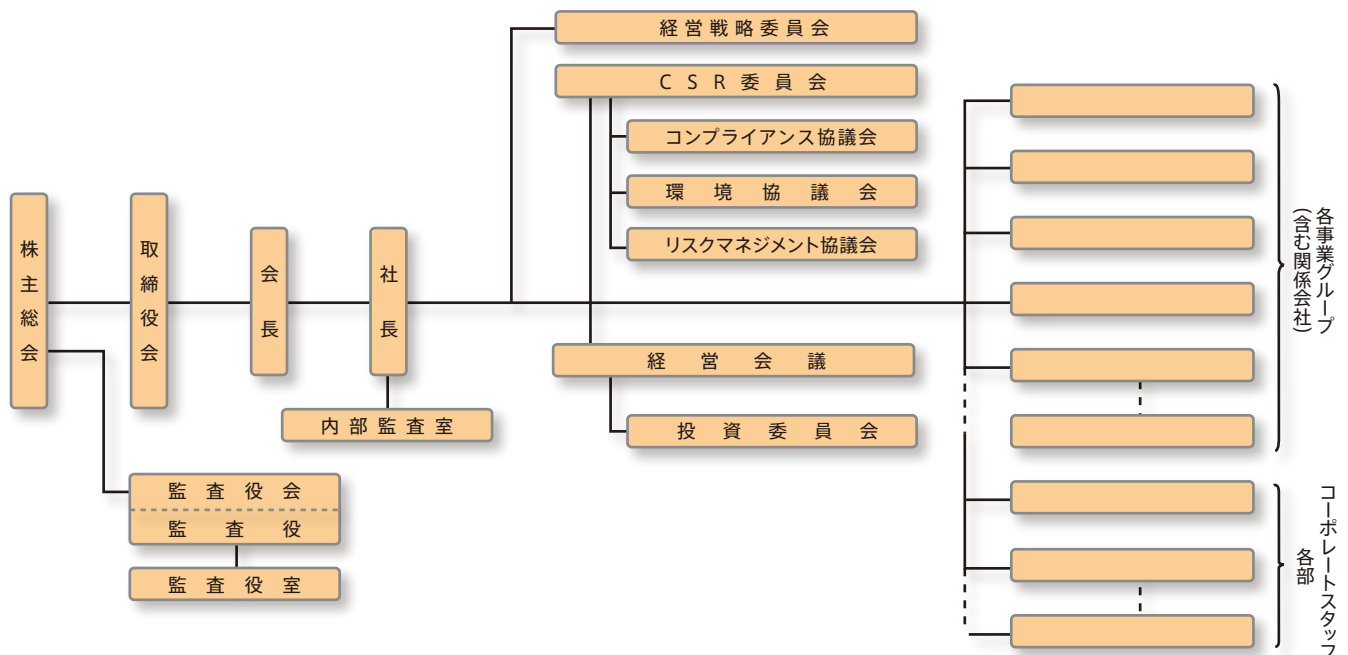 株主総会
取締役会
会長
社長
内部監査室
監査役会
監査役
監査役室
経営戦略委員会
CSR委員会
コンプライアンス協議会
環境協議会
リスクマネジメント協議会
経営会議
投資委員会
各事業グループ
(含む関係会社)
コーポレートスタッフ
各部